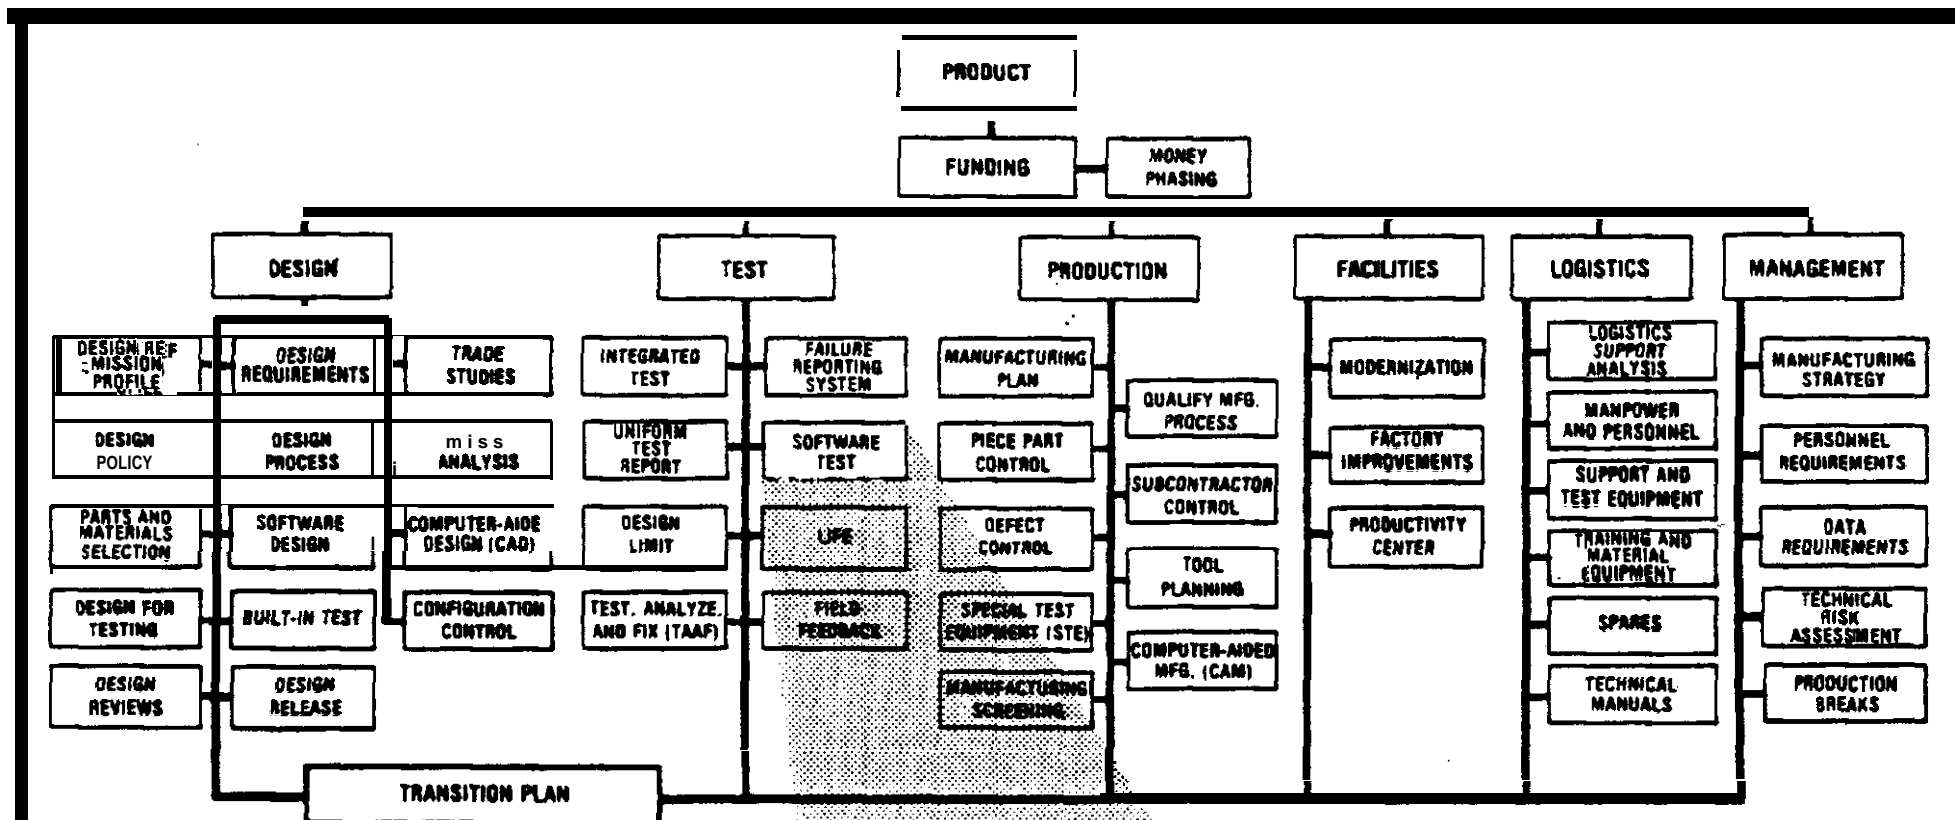 PRODUCT
FUNDING
MONEY
PHASING
DESIGN
TEST
PRODUCTION
FACILITIES
LOGISTICS
MANAGEMENT
DESIGN REF
MISSION
PROFILE
DESIGN
REQUIREMENTS
TRADE
STUDIES
DESIGN
POLICY
DESIGN
PROCESS
miss
ANALYSIS
PARTS AND
MATERIALS
SELECTION
SOFTWARE
DESIGN
COMPUTER-AIDE
DESIGN (CAD)
DESIGN FOR
TESTING
BUILT-IN TEST
CONFIGURATION
CONTROL
DESIGN
REVIEWS
DESIGN
RELEASE
INTEGRATED
TEST
FAILURE
REPORTING
SYSTEM
UNIFORM
TEST
REPORT
SOFTWARE
TEST
DESIGN
LIMIT
LIFE
TEST. ANALYZE.
AND FIX (TAAF)
FIELD
FEEDBACK
MANUFACTURING
PLAN
QUALIFY MFG.
PROCESS
PIECE PART
CONTROL
SUBCONTRACTOR
CONTROL
DEFECT
CONTROL
TOOL
PLANNING
SPECIAL TEST
EQUIPMENT (STE)
COMPUTER-AIDED
MFG. (CAM)
MANUFACTURING
SCREENING
MODERNIZATION
FACTORY
IMPROVEMENTS
PRODUCTIVITY
CENTER
LOGISTICS
SUPPORT
ANALYSIS
MANPOWER
AND PERSONNEL
SUPPORT AND
TEST EQUIPMENT
TRAINING AND
MATERIAL
EQUIPMENT
SPARES
TECHNICAL
MANUALS
MANUFACTURING
STRATEGY
PERSONNEL
REQUIREMENTS
DATA
REQUIREMENTS
TECHNICAL
RISK
ASSESSMENT
PRODUCTION
BREAKS
TRANSITION PLAN